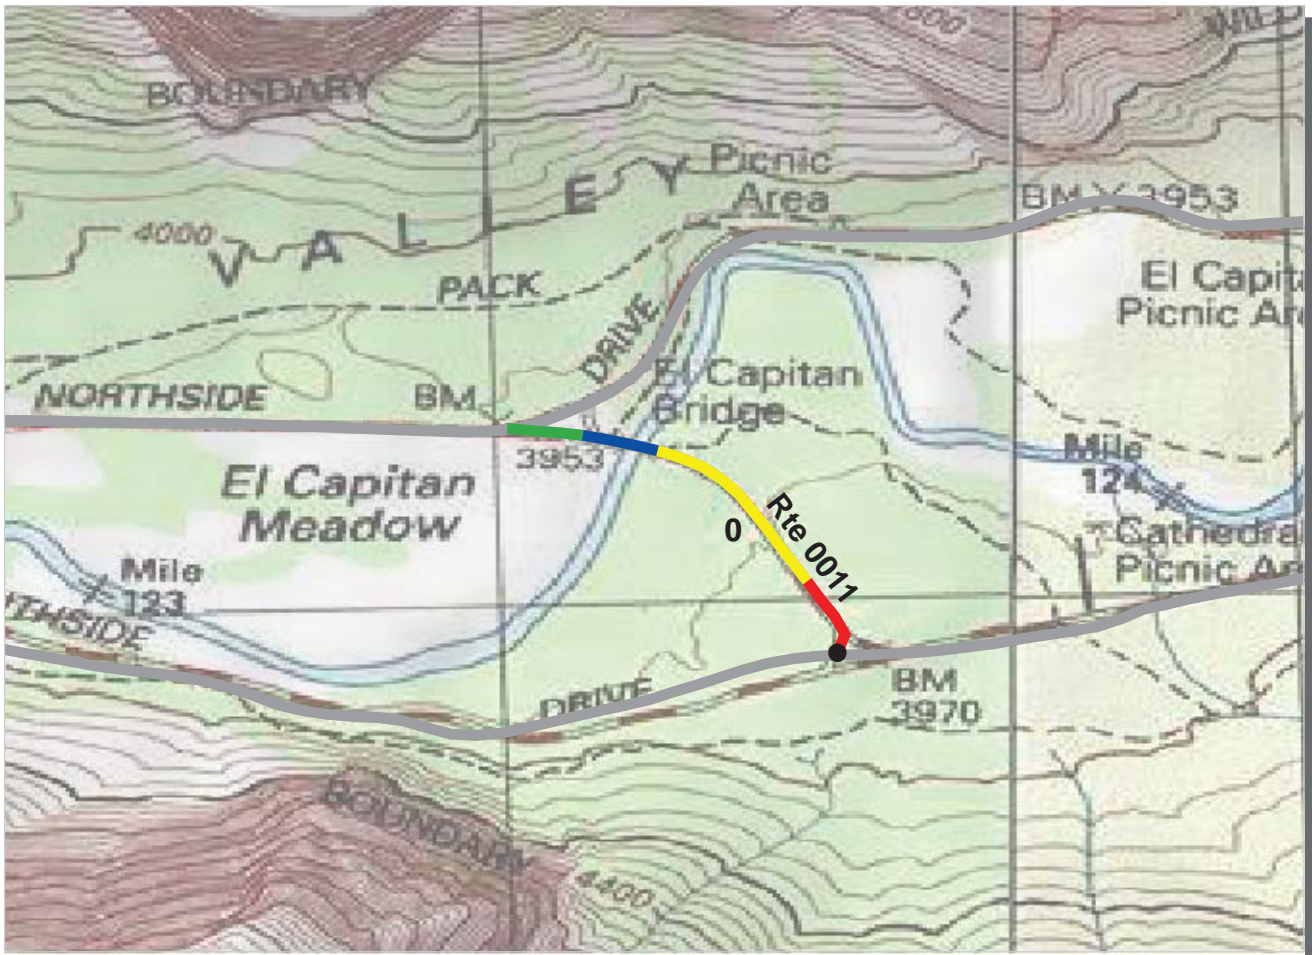 BOUNDARY
600
Picnic
Area
V A L L E Y
BM X 3953
4000
El Capita
Picnic Ar
PACK
DRIVE
El Capitan
Bridge
NORTHSIDE
BM
3953
El Capitan
Meadow
Mile
124
Rte 0011
0
Cathedra
Picnic Ar
Mile
123
THSIDE
DRIVE
BM
3970
BOUNDARY
4400